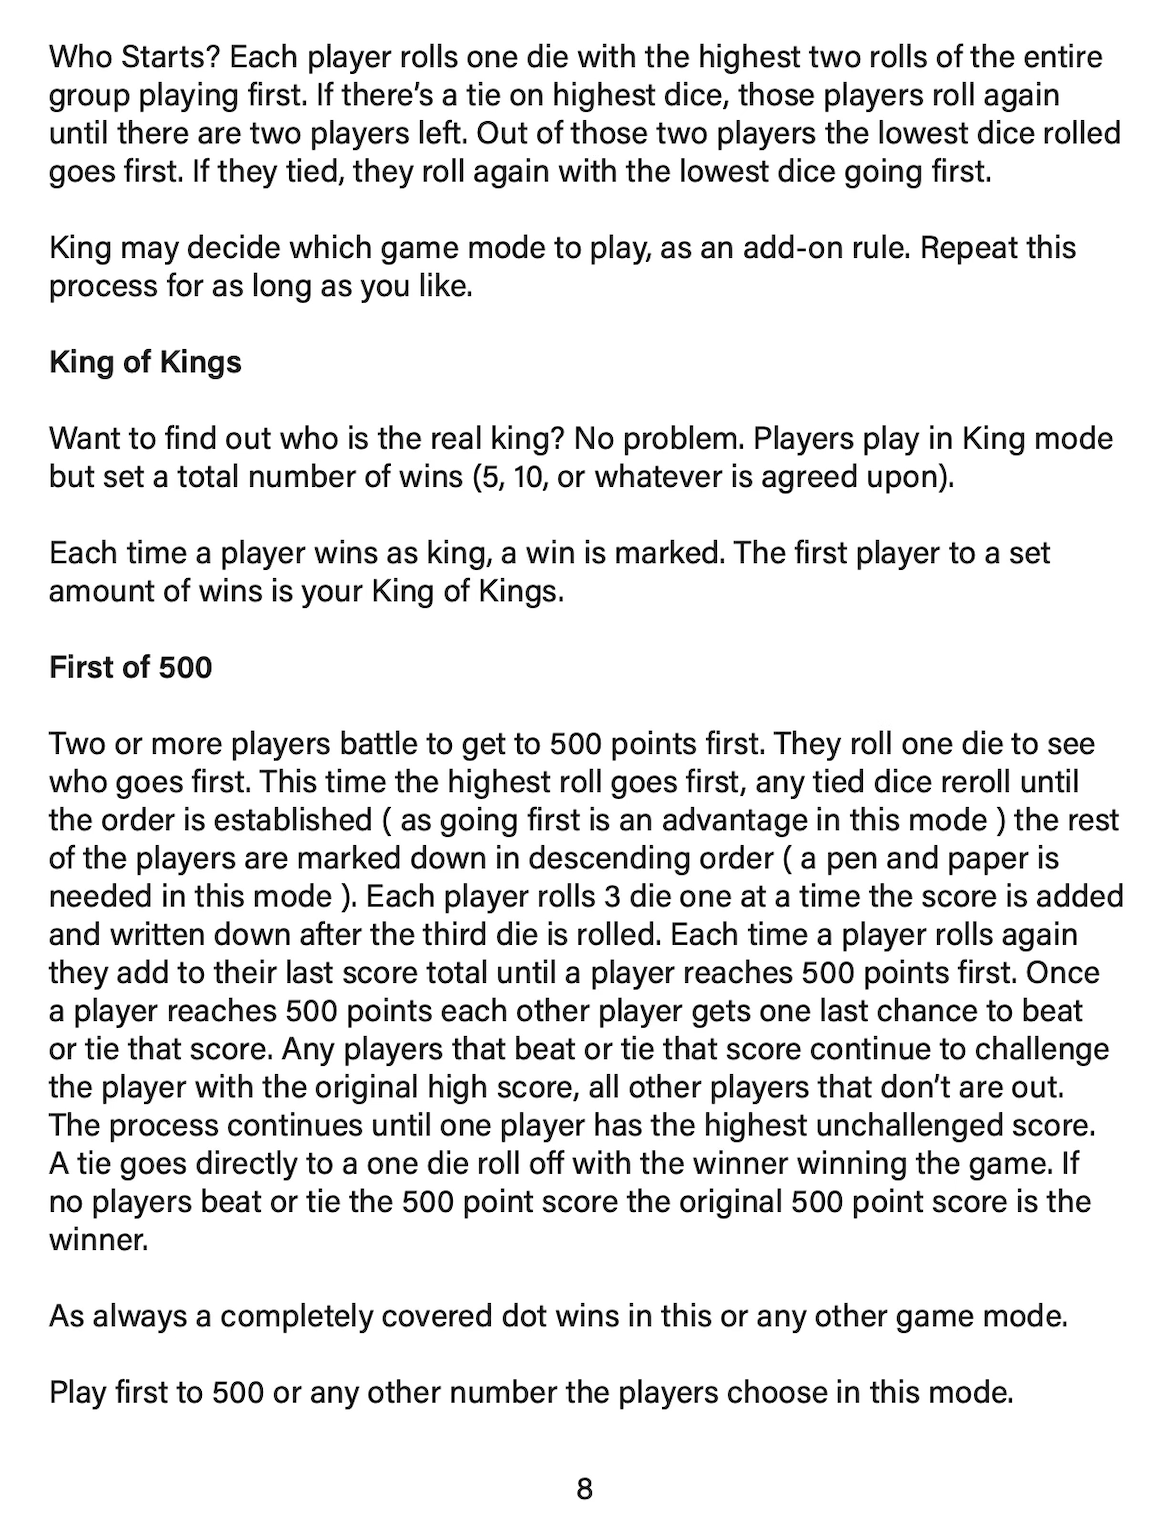 Who Starts? Each player rolls one die with the highest two rolls of the entire
group playing first. If there’s a tie on highest dice, those players roll again
until there are two players left. Out of those two players the lowest dice rolled
goes first. If they tied, they roll again with the lowest dice going first.
King may decide which game mode to play, as an add-on rule. Repeat this
process for as long as you like.
King of Kings
Want to find out who is the real king? No problem. Players play in King mode
but set a total number of wins (5, 10, or whatever is agreed upon).
Each time a player wins as king, a win is marked. The first player to a set
amount of wins is your King of Kings.
First of 500
Two or more players battle to get to 500 points first. They roll one die to see
who goes first. This time the highest roll goes first, any tied dice reroll until
the order is established ( as going first is an advantage in this mode ) the rest
of the players are marked down in descending order ( a pen and paper is
needed in this mode ). Each player rolls 3 die one at a time the score is added
and written down after the third die is rolled. Each time a player rolls again
they add to their last score total until a player reaches 500 points first. Once
a player reaches 500 points each other player gets one last chance to beat
or tie that score. Any players that beat or tie that score continue to challenge
the player with the original high score, all other players that don’t are out.
The process continues until one player has the highest unchallenged score.
A tie goes directly to a one die roll off with the winner winning the game. If
no players beat or tie the 500 point score the original 500 point score is the
winner.
As always a completely covered dot wins in this or any other game mode.
Play first to 500 or any other number the players choose in this mode.
8